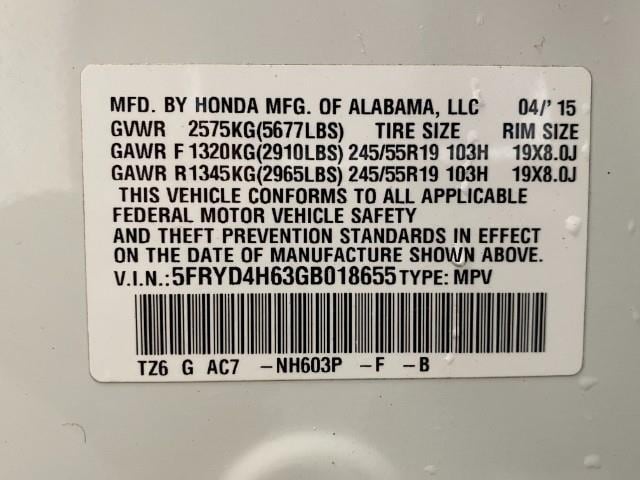 MFD. BY HONDA MFG. OF ALABAMA, LLC 04/'15
GVWR 2575KG(5677LBS) TIRE SIZE RIM SIZE
GAWR F 1320KG(2910LBS) 245/55R19 103H 19X8.0J
GAWR R 1345KG(2965LBS) 245/55R19 103H 19X8.0J
THIS VEHICLE CONFORMS TO ALL APPLICABLE
FEDERAL MOTOR VEHICLE SAFETY
AND THEFT PREVENTION STANDARDS IN EFFECT
ON THE DATE OF MANUFACTURE SHOWN ABOVE.
V.I.N.: 5FRYD4H63GB018655 TYPE: MPV
TZ6 G AC7 -NH603P -F -B